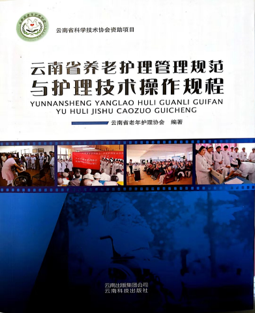 云南省科学技术协会资助项目
云南省养老护理管理规范
与护理技术操作规程
YUNNANSHENG YANGLAO HULI GUANLI GUIFAN
YU HULI JISHU CAOZUO GUICHENG
云南省老年护理协会 编著
云南出版集团公司
云南科技出版社